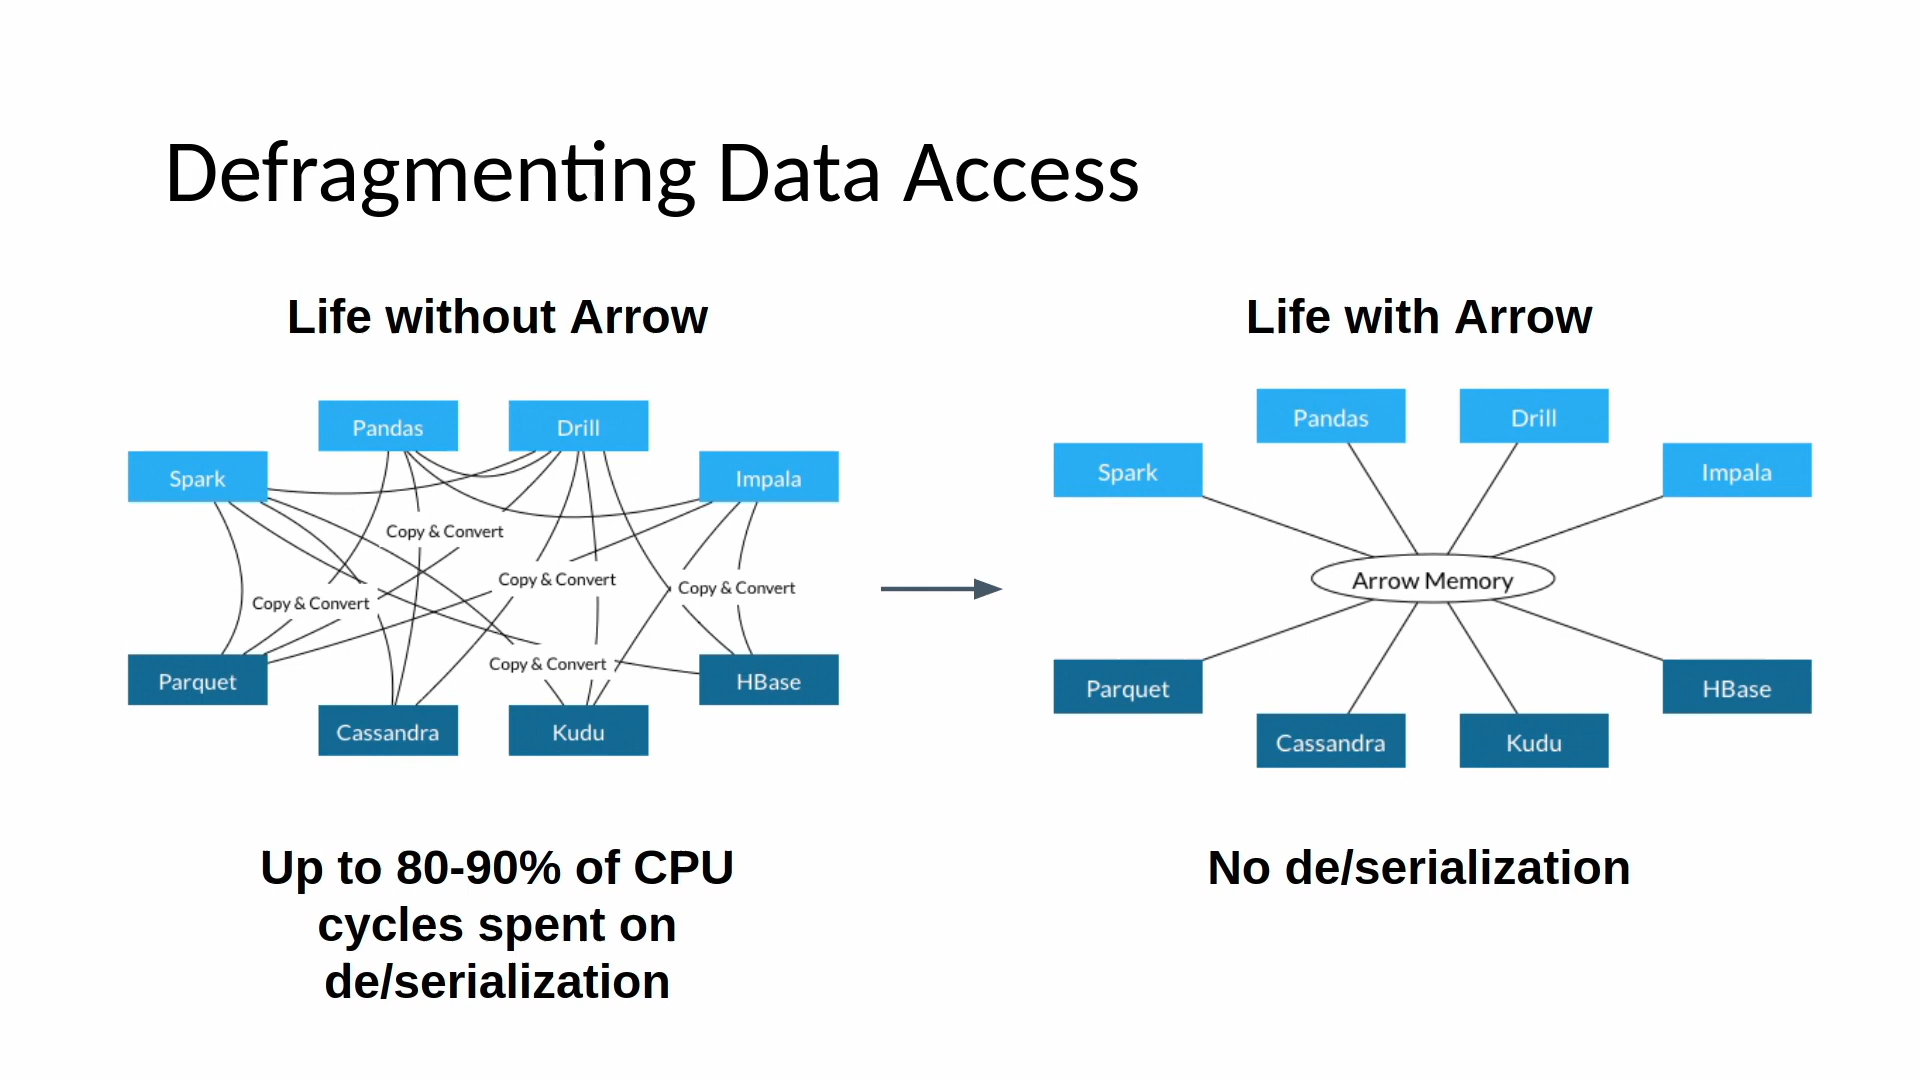 Defragmenting Data Access
Life without Arrow
Pandas
Drill
Spark
Impala
Copy & Convert
Copy & Convert
Copy & Convert
Copy & Convert
Copy & Convert
Parquet
HBase
Cassandra
Kudu
Up to 80-90% of CPU
cycles spent on
de/serialization
Life with Arrow
Pandas
Drill
Spark
Impala
Arrow Memory
Parquet
HBase
Cassandra
Kudu
No de/serialization